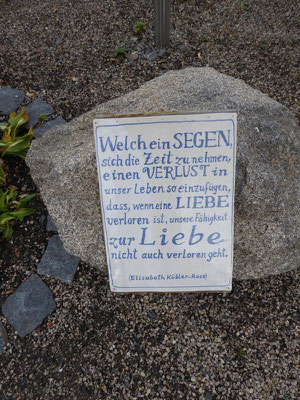 Welch ein SEGEN,
sich die Zeit zu nehmen,
einen VERLUST in
unser Leben so einzufügen,
dass, wenn eine LIEBE
verloren ist, unsere Fähigkeit
zur Liebe
nicht auch verloren geht.
(Elisabeth Kübler-Ross)